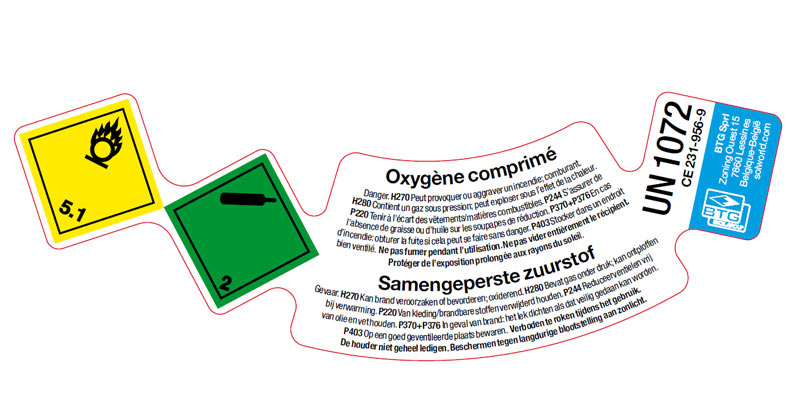 5.1
2
Oxygène comprimé
Danger. H270 Peut provoquer ou aggraver un incendie; comburant.
H280 Contient un gaz sous pression; peut exploser sous l'effet de la chaleur.
P220 Tenir à l'écart des vêtements/matières combustibles. P244 S'assurer de
l'absence de graisse ou d'huile sur les soupapes de réduction. P370+P376 En cas
d'incendie: obturer la fuite si cela peut se faire sans danger. P403 Stocker dans un endroit
bien ventilé. Ne pas fumer pendant l'utilisation. Ne pas vider entièrement le récipient.
Protéger de l'exposition prolongée aux rayons du soleil.
Samengeperste zuurstof
Gevaar. H270 Kan brand veroorzaken of bevorderen; oxiderend. H280 Bevat gas onder druk; kan ontploffen
bij verwarming. P220 Van kleding/brandbare stoffen verwijderd houden. P244 Reduceerventielen vrij
van olie en vet houden. P370+P376 In geval van brand: het lek dichten als dat veilig gedaan kan worden.
P403 Op een goed geventileerde plaats bewaren. Verboden te roken tijdens het gebruik.
De houder niet geheel ledigen. Beschermen tegen langdurige blootstelling aan zonlicht.
UN 1072
CE 231-956-9
BTG Sprl
Zoning Ouest 15
7860 Lessines
Belgique-België
solworld.com
BTG